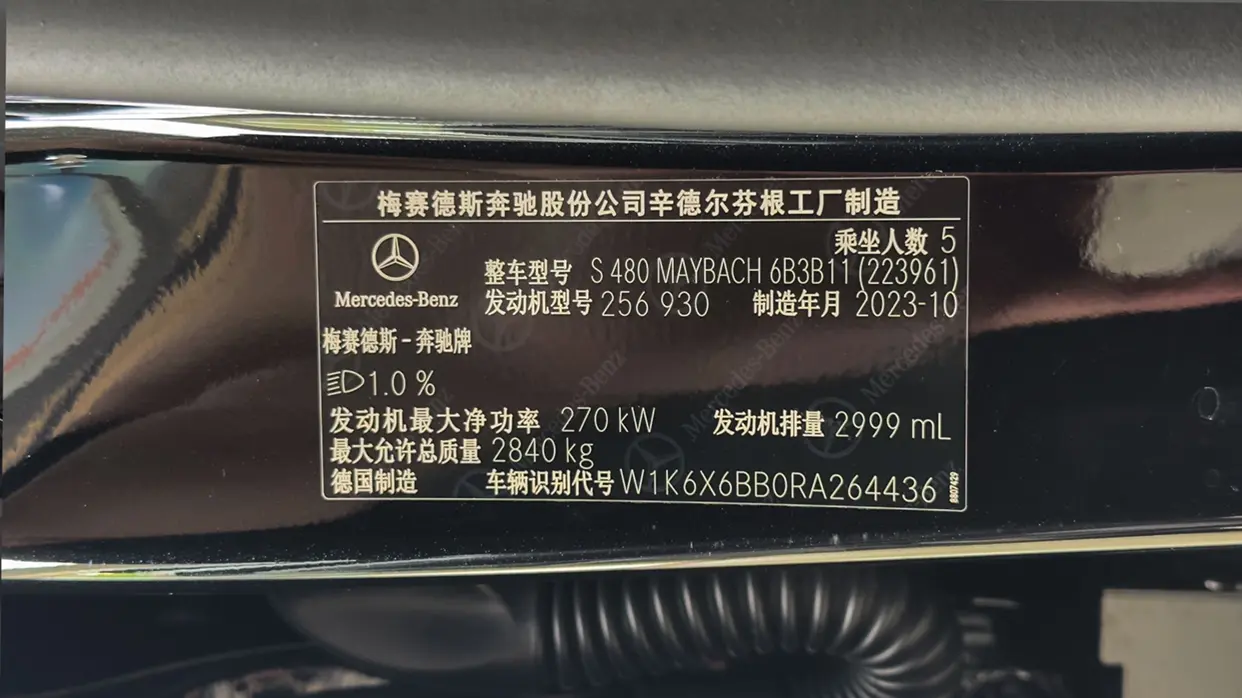 梅赛德斯奔驰股份公司辛德尔芬根工厂制造
乘坐人数 5
整车型号 S 480 MAYBACH 6B3B11 (223961)
Mercedes-Benz
发动机型号 256 930 制造年月 2023-10
梅赛德斯－奔驰牌
1.0 %
发动机最大净功率 270 kW 发动机排量 2999 mL
最大允许总质量 2840 kg
德国制造 车辆识别代号 W1K6X6BB0RA264436
8807429